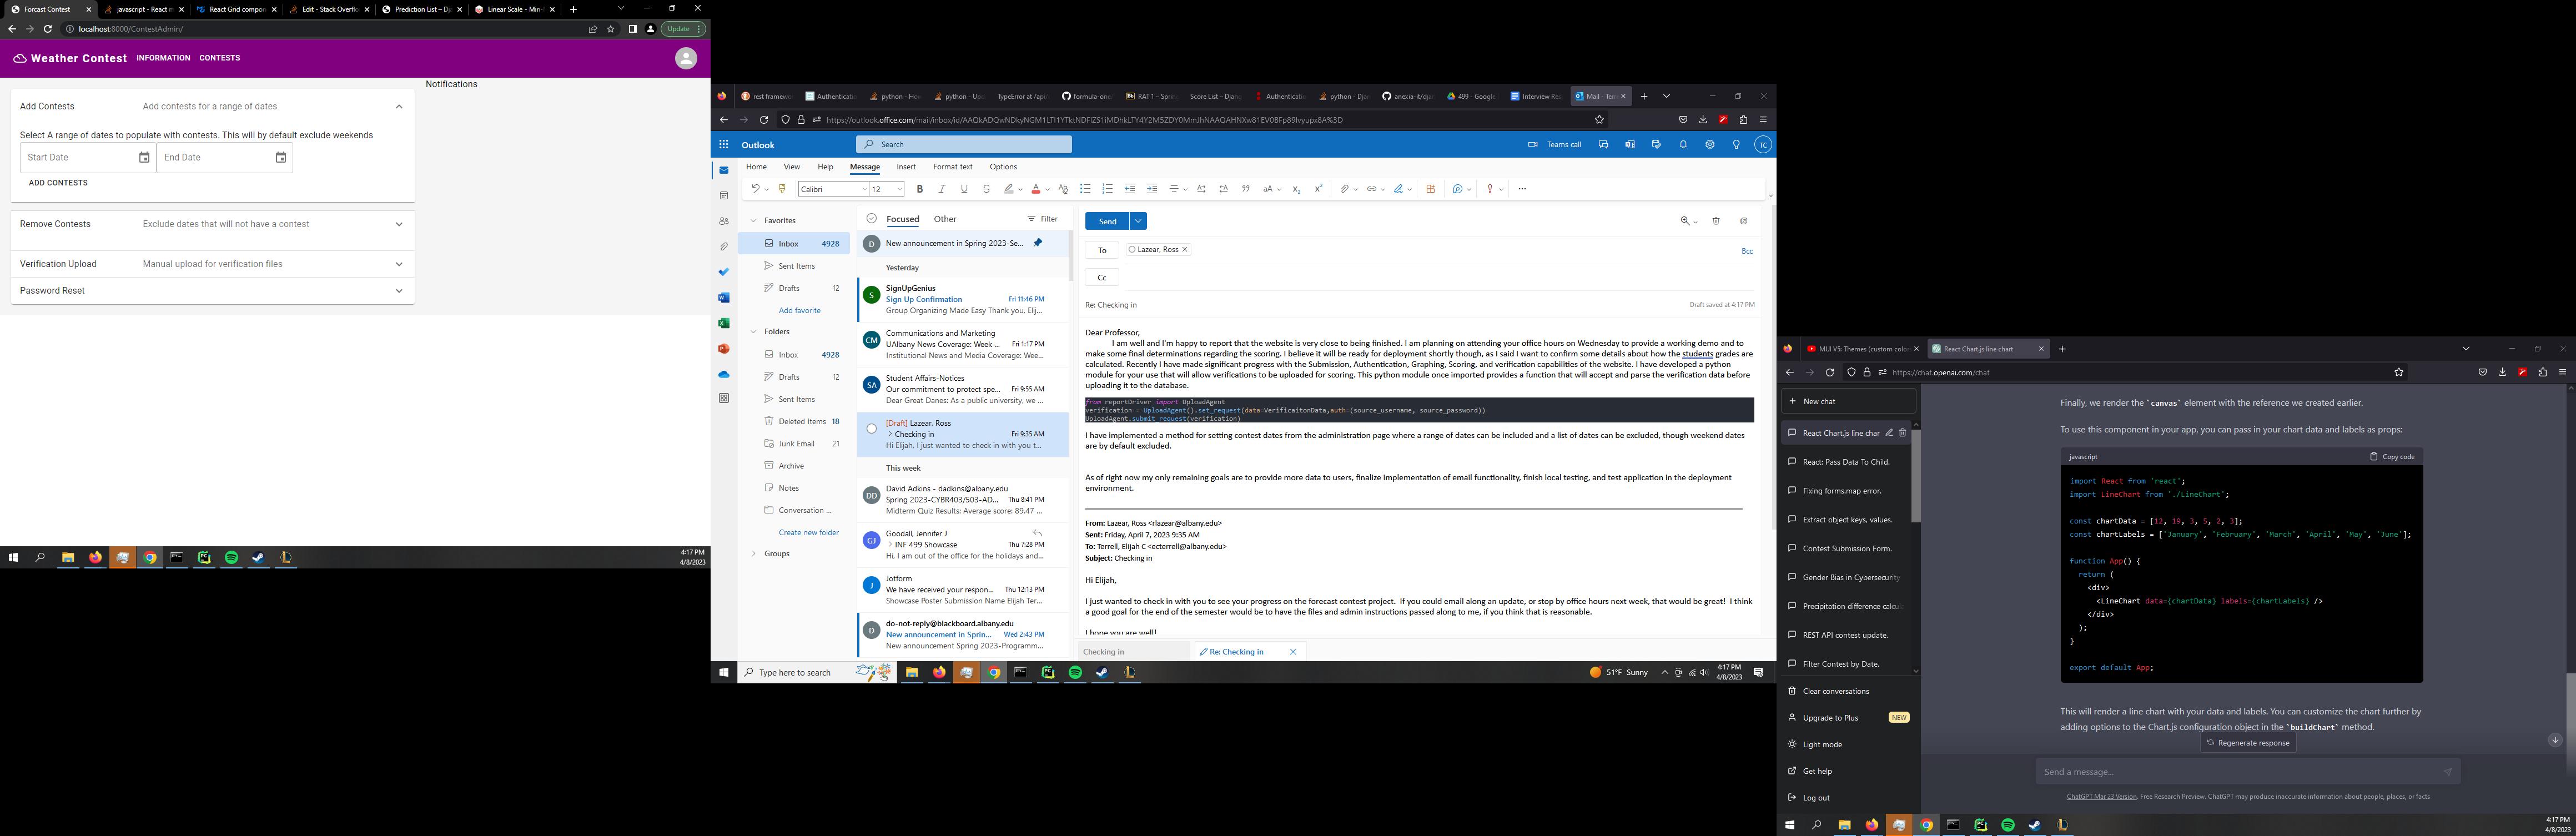 Forcast Contest
javascript - React m
React Grid compon
Edit - Stack Overflo
Prediction List – Dja
Linear Scale - Min-
localhost:8000/ContestAdmin/
Update
Weather Contest INFORMATION CONTESTS
Notifications
Add Contests Add contests for a range of dates
Select A range of dates to populate with contests. This will by default exclude weekends
Start Date End Date
ADD CONTESTS
Remove Contests Exclude dates that will not have a contest
Verification Upload Manual upload for verification files
Password Reset
4:17 PM
4/8/2023
rest framewo
Authenticatio
python - How
python - Upd
TypeError at /api/
formula-one/
RAT 1 – Sprin
Score List – Djang
Authenticatio
python - Djan
anexia-it/djan
499 - Google
Interview Res
Mail - Terre
Outlook
Search
Teams call
TC
Home View Help Message Insert Format text Options
Calibri 12
Favorites
Inbox 4928
Sent Items
Drafts 12
Add favorite
Folders
Inbox 4928
Drafts 12
Sent Items
Deleted Items 18
Junk Email 21
Archive
Notes
Conversation ...
Create new folder
Groups
Focused Other Filter
D
New announcement in Spring 2023-Se...
Yesterday
S
SignUpGenius
Sign Up Confirmation Fri 11:46 PM
Group Organizing Made Easy Thank you, Elij...
CM
Communications and Marketing
UAlbany News Coverage: Week ... Fri 1:17 PM
Institutional News and Media Coverage: Wee...
SA
Student Affairs-Notices
Our commitment to protect spe... Fri 9:55 AM
Dear Great Danes: As a public university, we ...
[Draft] Lazear, Ross
Checking in Fri 9:35 AM
Hi Elijah, I just wanted to check in with you t...
This week
DD
David Adkins - dadkins@albany.edu
Spring 2023-CYBR403/503-AD... Thu 8:41 PM
Midterm Quiz Results: Average score: 89.47 ...
GJ
Goodall, Jennifer J
INF 499 Showcase Thu 7:28 PM
Hi, I am out of the office for the holidays and...
J
Jotform
We have received your respon... Thu 12:13 PM
Showcase Poster Submission Name Elijah Ter...
D
do-not-reply@blackboard.albany.edu
New announcement in Sprin... Wed 2:43 PM
New announcement Spring 2023-Programm...
Send
To Lazear, Ross Bcc
Cc
Re: Checking in Draft saved at 4:17 PM
Dear Professor,
I am well and I'm happy to report that the website is very close to being finished. I am planning on attending your office hours on Wednesday to provide a working demo and to
make some final determinations regarding the scoring. I believe it will be ready for deployment shortly though, as I said I want to confirm some details about how the students grades are
calculated. Recently I have made significant progress with the Submission, Authentication, Graphing, Scoring, and verification capabilities of the website. I have developed a python
module for your use that will allow verifications to be uploaded for scoring. This python module once imported provides a function that will accept and parse the verification data before
uploading it to the database.
from reportDriver import UploadAgent
verification = UploadAgent().set_request(data=VerificaitonData,auth=(source_username, source_password))
UploadAgent.submit_request(verification)
I have implemented a method for setting contest dates from the administration page where a range of dates can be included and a list of dates can be excluded, though weekend dates
are by default excluded.
As of right now my only remaining goals are to provide more data to users, finalize implementation of email functionality, finish local testing, and test application in the deployment
environment.
From: Lazear, Ross <rlazear@albany.edu>
Sent: Friday, April 7, 2023 9:35 AM
To: Terrell, Elijah C <ecterrell@albany.edu>
Subject: Checking in
Hi Elijah,
I just wanted to check in with you to see your progress on the forecast contest project. If you could email along an update, or stop by office hours next week, that would be great! I think
a good goal for the end of the semester would be to have the files and admin instructions passed along to me, if you think that is reasonable.
I hope you are well!
Checking in
Re: Checking in
Type here to search
51°F Sunny
4:17 PM
4/8/2023
MUI V5: Themes (custom color
React Chart.js line chart
https://chat.openai.com/chat
New chat
React Chart.js line char
React: Pass Data To Child.
Fixing forms.map error.
Extract object keys, values.
Contest Submission Form.
Gender Bias in Cybersecurity
Precipitation difference calcul
REST API contest update.
Filter Contest by Date.
Clear conversations
Upgrade to Plus NEW
Light mode
Get help
Log out
Finally, we render the `canvas` element with the reference we created earlier.
To use this component in your app, you can pass in your chart data and labels as props:
javascript Copy code
import React from 'react';
import LineChart from './LineChart';
const chartData = [12, 19, 3, 5, 2, 3];
const chartLabels = ['January', 'February', 'March', 'April', 'May', 'June'];
function App() {
return (
<div>
<LineChart data={chartData} labels={chartLabels} />
</div>
);
}
export default App;
This will render a line chart with your data and labels. You can customize the chart further by
adding options to the Chart.js configuration object in the `buildChart` method.
Regenerate response
Send a message...
ChatGPT Mar 23 Version. Free Research Preview. ChatGPT may produce inaccurate information about people, places, or facts
4:17 PM
4/8/2023